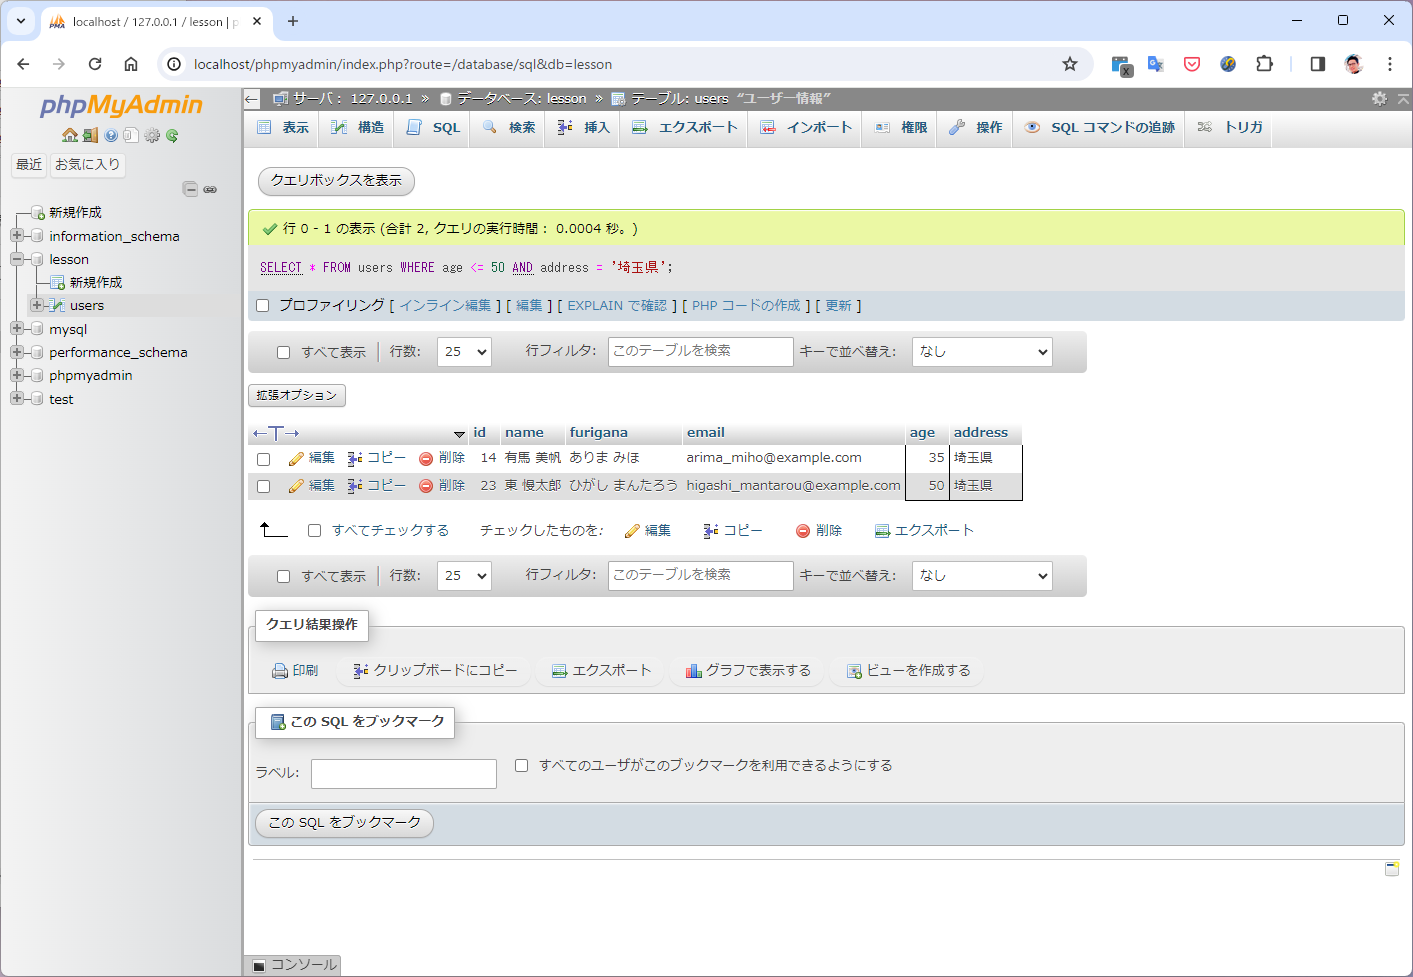 localhost / 127.0.0.1 / lesson | p
localhost/phpmyadmin/index.php?route=/database/sql&db=lesson
phpMyAdmin
最近 お気に入り
新規作成
information_schema
lesson
新規作成
users
mysql
performance_schema
phpmyadmin
test
サーバ: 127.0.0.1 » データベース: lesson » テーブル: users “ユーザー情報”
表示 構造 SQL 検索 挿入 エクスポート インポート 権限 操作 SQL コマンドの追跡 トリガ
クエリボックスを表示
行 0 - 1 の表示 (合計 2, クエリの実行時間： 0.0004 秒。)
SELECT * FROM users WHERE age <= 50 AND address = '埼玉県';
プロファイリング [ インライン編集 ] [ 編集 ] [ EXPLAIN で確認 ] [ PHP コードの作成 ] [ 更新 ]
すべて表示 行数: 25 行フィルタ: このテーブルを検索 キーで並べ替え: なし
拡張オプション
←T→ id name furigana email age address
編集 コピー 削除 14 有馬 美帆 ありま みほ arima_miho@example.com 35 埼玉県
編集 コピー 削除 23 東 慢太郎 ひがし まんたろう higashi_mantarou@example.com 50 埼玉県
すべてチェックする チェックしたものを: 編集 コピー 削除 エクスポート
すべて表示 行数: 25 行フィルタ: このテーブルを検索 キーで並べ替え: なし
クエリ結果操作
印刷 クリップボードにコピー エクスポート グラフで表示する ビューを作成する
この SQL をブックマーク
ラベル: すべてのユーザがこのブックマークを利用できるようにする
この SQL をブックマーク
コンソール